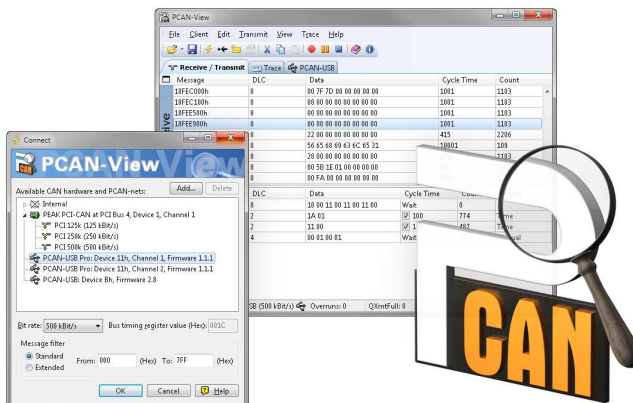 PCAN-View
File Client Edit Transmit View Trace Help
Receive / Transmit Trace PCAN-USB
Message DLC Data Cycle Time Count
18FEC000h 8 00 7F 7D 00 00 00 00 00 1001 1103
18FEC100h 8 00 00 00 00 00 00 00 00 1001 1103
18FEE500h 8 00 00 00 00 00 00 00 00 1001 1103
18FEE900h 8 00 00 00 00 00 00 00 00 1001 1103
8 22 00 00 00 00 00 00 00 415 2286
8 56 65 68 69 63 6C 65 31 10001 109
8 28 00 00 00 00 00 00 00 1103
8 00 5B 1E 01 00 00 00 00
8 00 FA 00 00 00 00 00 00
DLC Data Cycle Time
8 18 00 11 00 11 00 11 00 Wait 0
2 1A 01 100 774 Time
2 11 00 487
4 00 01 00 01 Wait
Overruns: 0 QXmtFull: 0
Connect
PCAN-View
Available CAN hardware and PCAN-nets: Add... Delete
Internal
PEAK PCI-CAN at PCI Bus 4, Device 1, Channel 1
PCI 125k (125 kBit/s)
PCI 250k (250 kBit/s)
PCI 500k (500 kBit/s)
PCAN-USB Pro: Device 11h, Channel 1, Firmware 1.1.1
PCAN-USB Pro: Device 11h, Channel 2, Firmware 1.1.1
PCAN-USB: Device 8h, Firmware 2.8
Bit rate: 500 kBit/s Bus timing register value (Hex): 001C
Message filter
Standard
Extended
From: 000 (Hex) To: 7FF (Hex)
OK Cancel Help
CAN